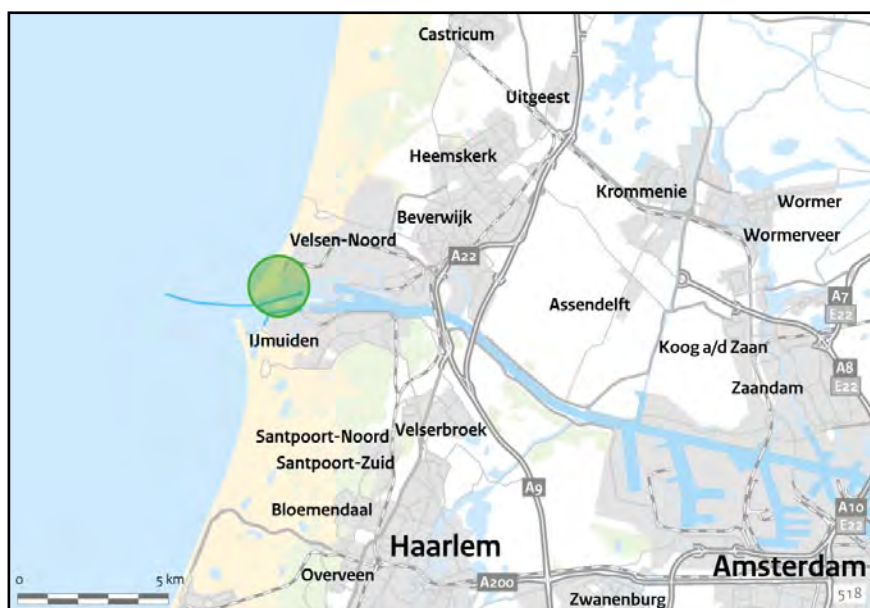 Castricum
Uitgeest
Heemskerk
Krommenie
Wormer
Beverwijk
Wormerveer
Velsen-Noord
A22
A7
E22
Assendelft
IJmuiden
Koog a/d Zaan
A8
E22
Zaandam
Velserbroek
Santpoort-Noord
Santpoort-Zuid
A9
Bloemendaal
A10
E22
Haarlem
Amsterdam
0
5 km
Overveen
A200
518
Zwanenburg